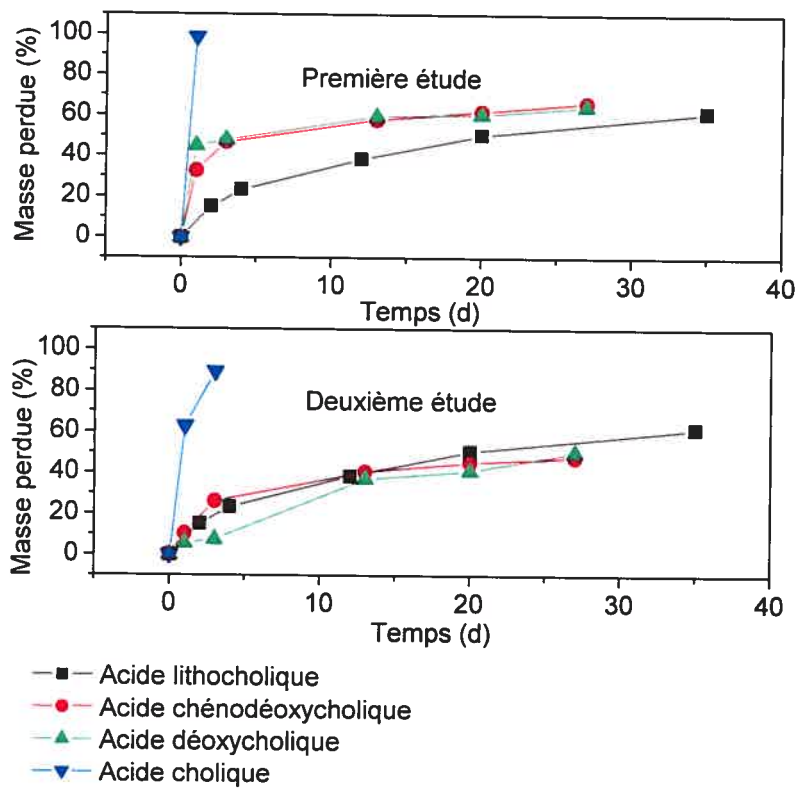 100
80
60
40
20
0
Masse perdue (%)
Première étude
0 10 20 30 40
Temps (d)
100
80
60
40
20
0
Masse perdue (%)
Deuxième étude
0 10 20 30 40
Temps (d)
Acide lithocholique
Acide chénodéoxycholique
Acide déoxycholique
Acide cholique